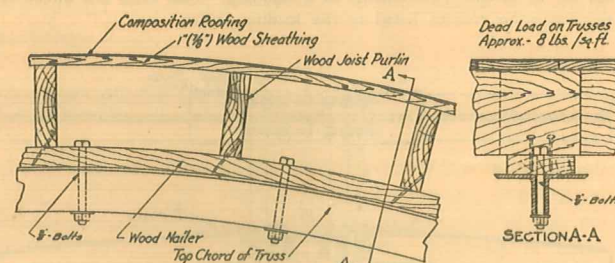 Composition Roofing
1"(⅞") Wood Sheathing
Wood Joist Purlin
A
Wood Nailer
Top Chord of Truss
A
Dead Load on Trusses
Approx.- 8 lbs. /sq.ft.
SECTION A-A